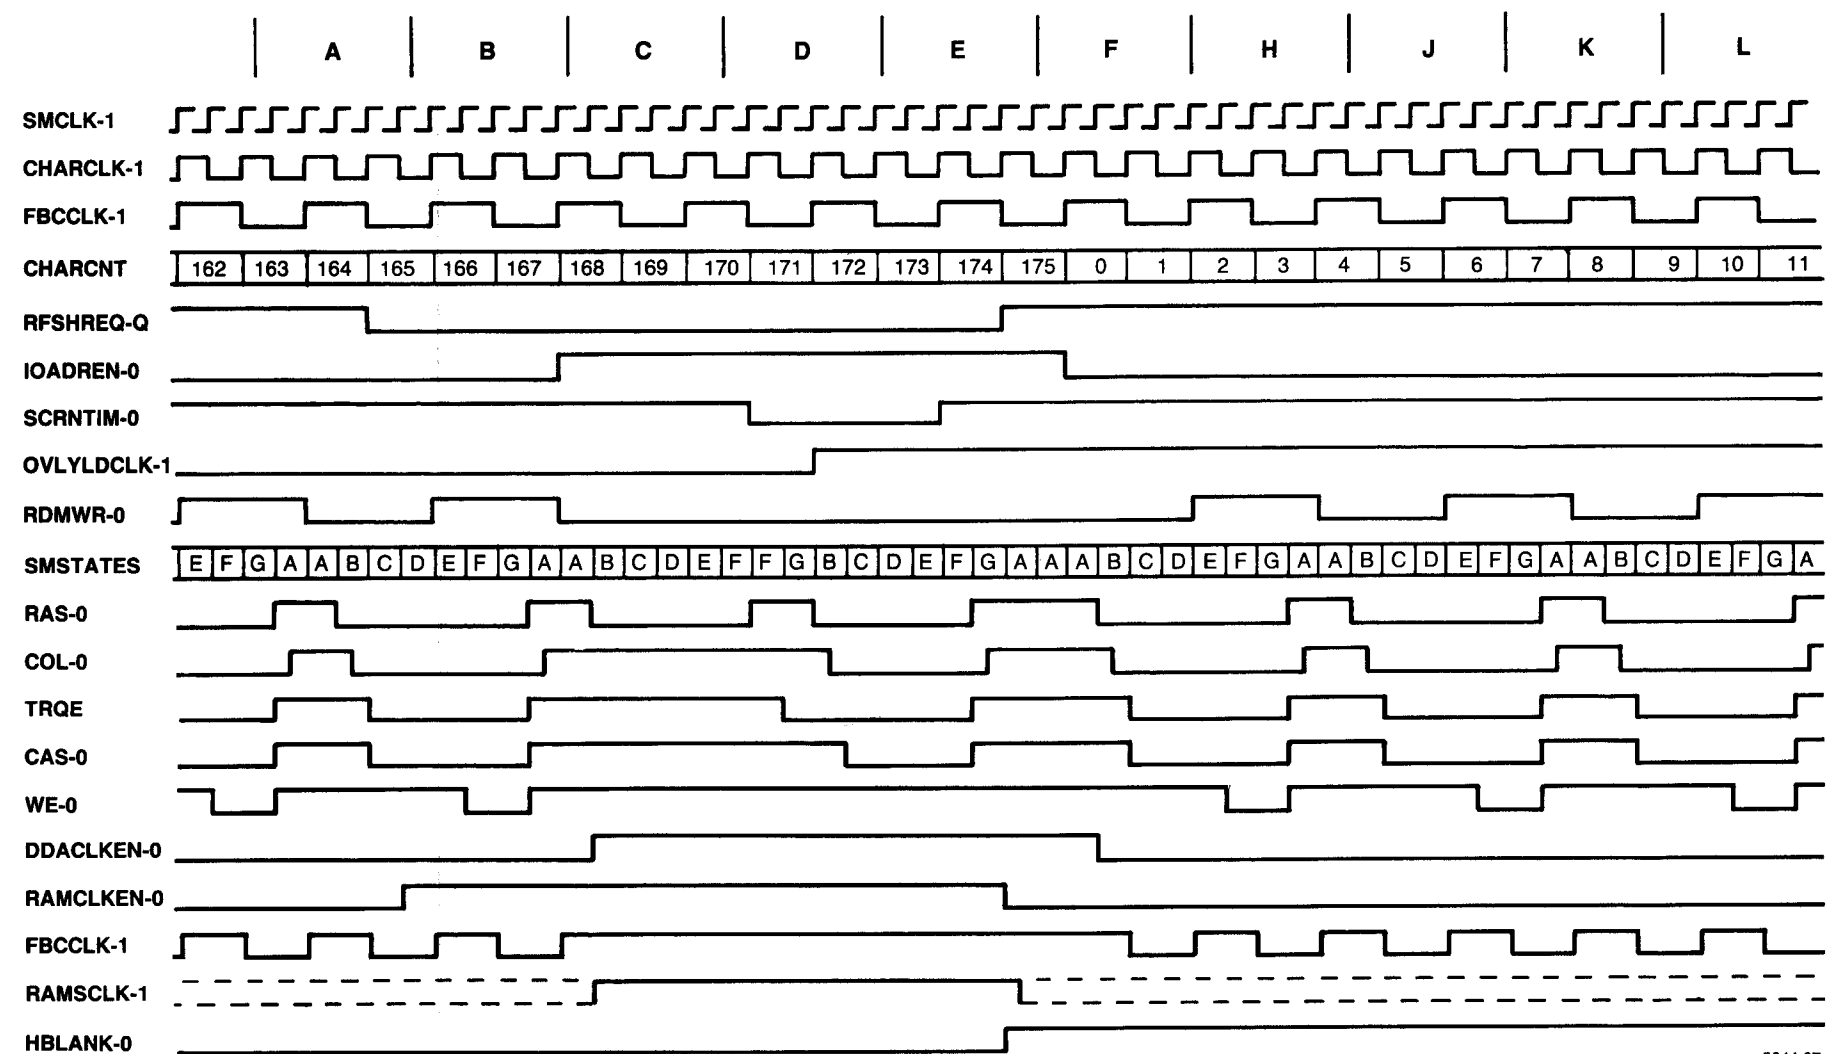 A B C D E F H J K L
SMCLK-1
CHARCLK-1
FBCCLK-1
CHARCNT 162 163 164 165 166 167 168 169 170 171 172 173 174 175 0 1 2 3 4 5 6 7 8 9 10 11
RFSHREQ-Q
IOADREN-0
SCRNTIM-0
OVLYLDCLK-1
RDMWR-0
SMSTATES E F G A A B C D E F G A A B C D E F F G B C D E F G A A A B C D E F G A A B C D E F G A A B C D E F G A
RAS-0
COL-0
TRQE
CAS-0
WE-0
DDACLKEN-0
RAMCLKEN-0
FBCCLK-1
RAMSCLK-1
HBLANK-0